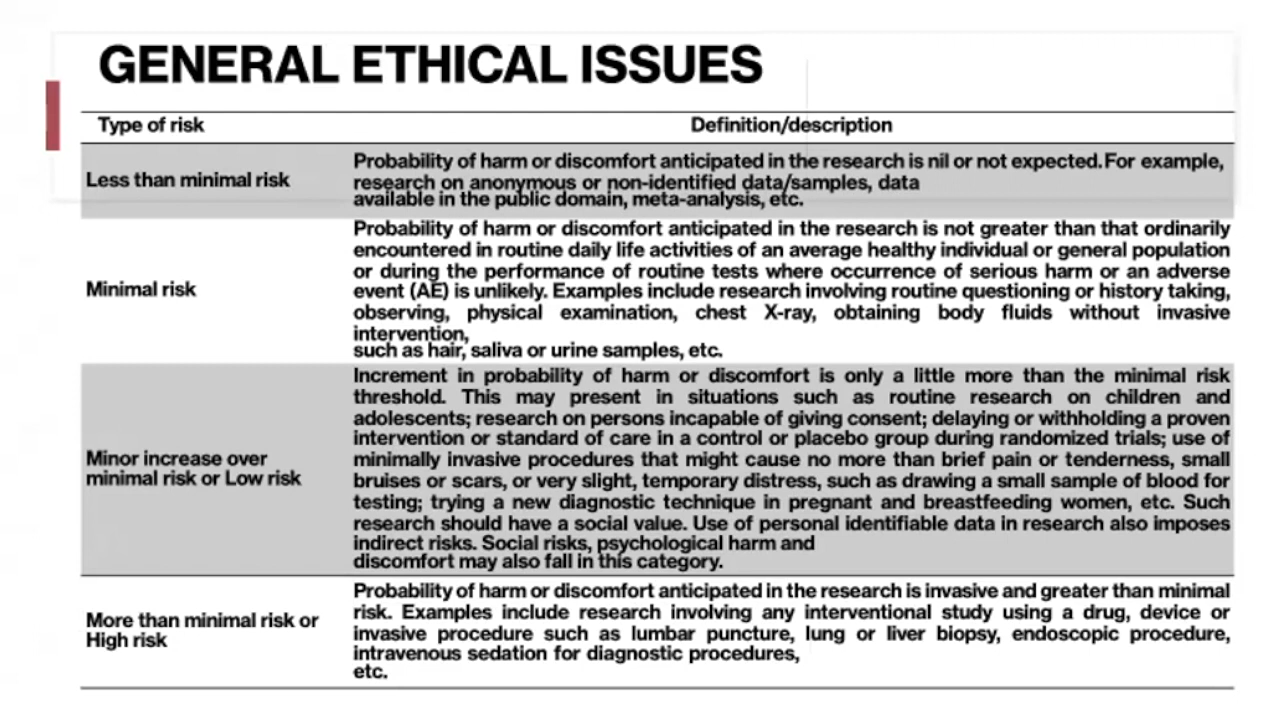 GENERAL ETHICAL ISSUES
Type of risk
Definition/description
Less than minimal risk
Probability of harm or discomfort anticipated in the research is nil or not expected. For example,
research on anonymous or non-identified data/samples, data
available in the public domain, meta-analysis, etc.
Minimal risk
Probability of harm or discomfort anticipated in the research is not greater than that ordinarily
encountered in routine daily life activities of an average healthy individual or general population
or during the performance of routine tests where occurrence of serious harm or an adverse
event (AE) is unlikely. Examples include research involving routine questioning or history taking,
observing, physical examination, chest X-ray, obtaining body fluids without invasive
intervention,
such as hair, saliva or urine samples, etc.
Minor increase over
minimal risk or Low risk
Increment in probability of harm or discomfort is only a little more than the minimal risk
threshold. This may present in situations such as routine research on children and
adolescents; research on persons incapable of giving consent; delaying or withholding a proven
intervention or standard of care in a control or placebo group during randomized trials; use of
minimally invasive procedures that might cause no more than brief pain or tenderness, small
bruises or scars, or very slight, temporary distress, such as drawing a small sample of blood for
testing; trying a new diagnostic technique in pregnant and breastfeeding women, etc. Such
research should have a social value. Use of personal identifiable data in research also imposes
indirect risks. Social risks, psychological harm and
discomfort may also fall in this category.
More than minimal risk or
High risk
Probability of harm or discomfort anticipated in the research is invasive and greater than minimal
risk. Examples include research involving any interventional study using a drug, device or
invasive procedure such as lumbar puncture, lung or liver biopsy, endoscopic procedure,
intravenous sedation for diagnostic procedures,
etc.